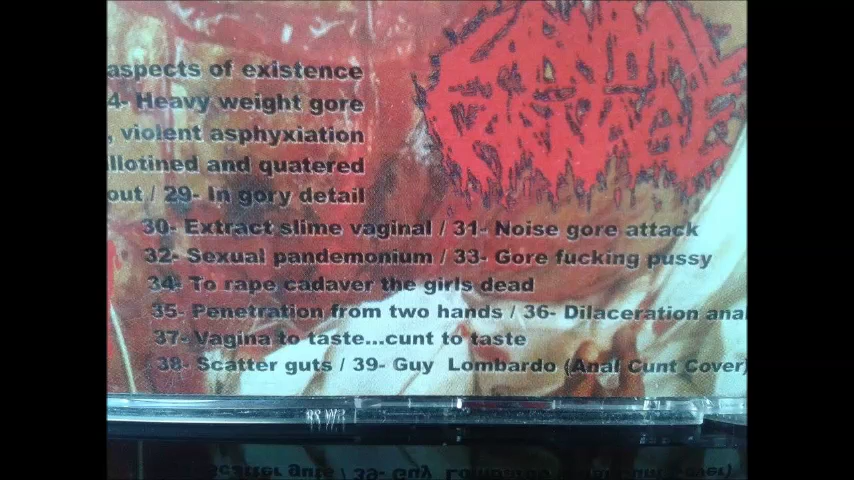 aspects of existence
4- Heavy weight gore
, violent asphyxiation
llotined and quatered
out / 29- In gory detail
30- Extract slime vaginal / 31- Noise gore attack
32- Sexual pandemonium / 33- Gore fucking pussy
34- To rape cadaver the girls dead
35- Penetration from two hands / 36- Dilaceration ana
37- Vagina to taste...cunt to taste
38- Scatter guts / 39- Guy Lombardo (Anal Cunt Cover)